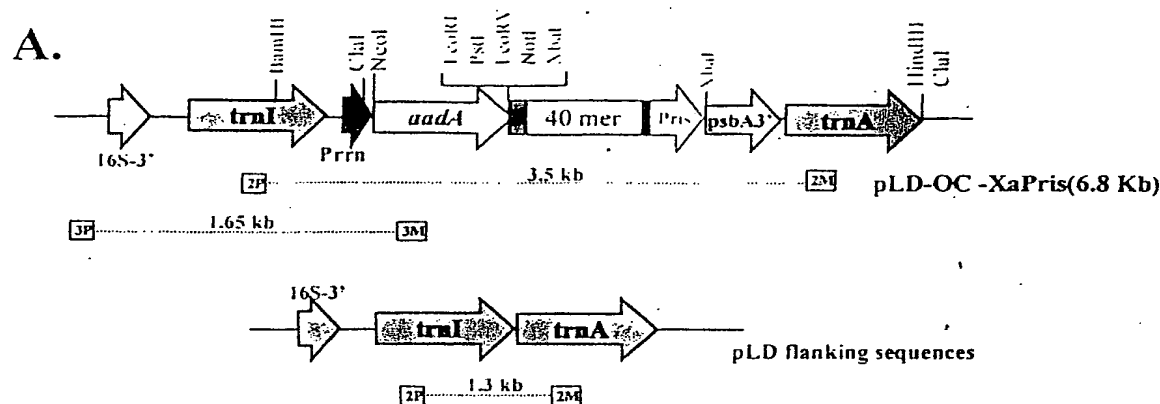 A.
BamHI
ClaI
NcoI
EcoRI
PstI
EcoRV
NotI
XbaI
XbaI
HindIII
ClaI
trnI
aadA
40 mer
Pris
psbA3'
trnA
16S-3'
Prrn
2P 3.5 kb 2M
pLD-OC -XaPris(6.8 Kb)
3P 1.65 kb 3M
16S-3'
trnI
trnA
pLD flanking sequences
2P 1.3 kb 2M